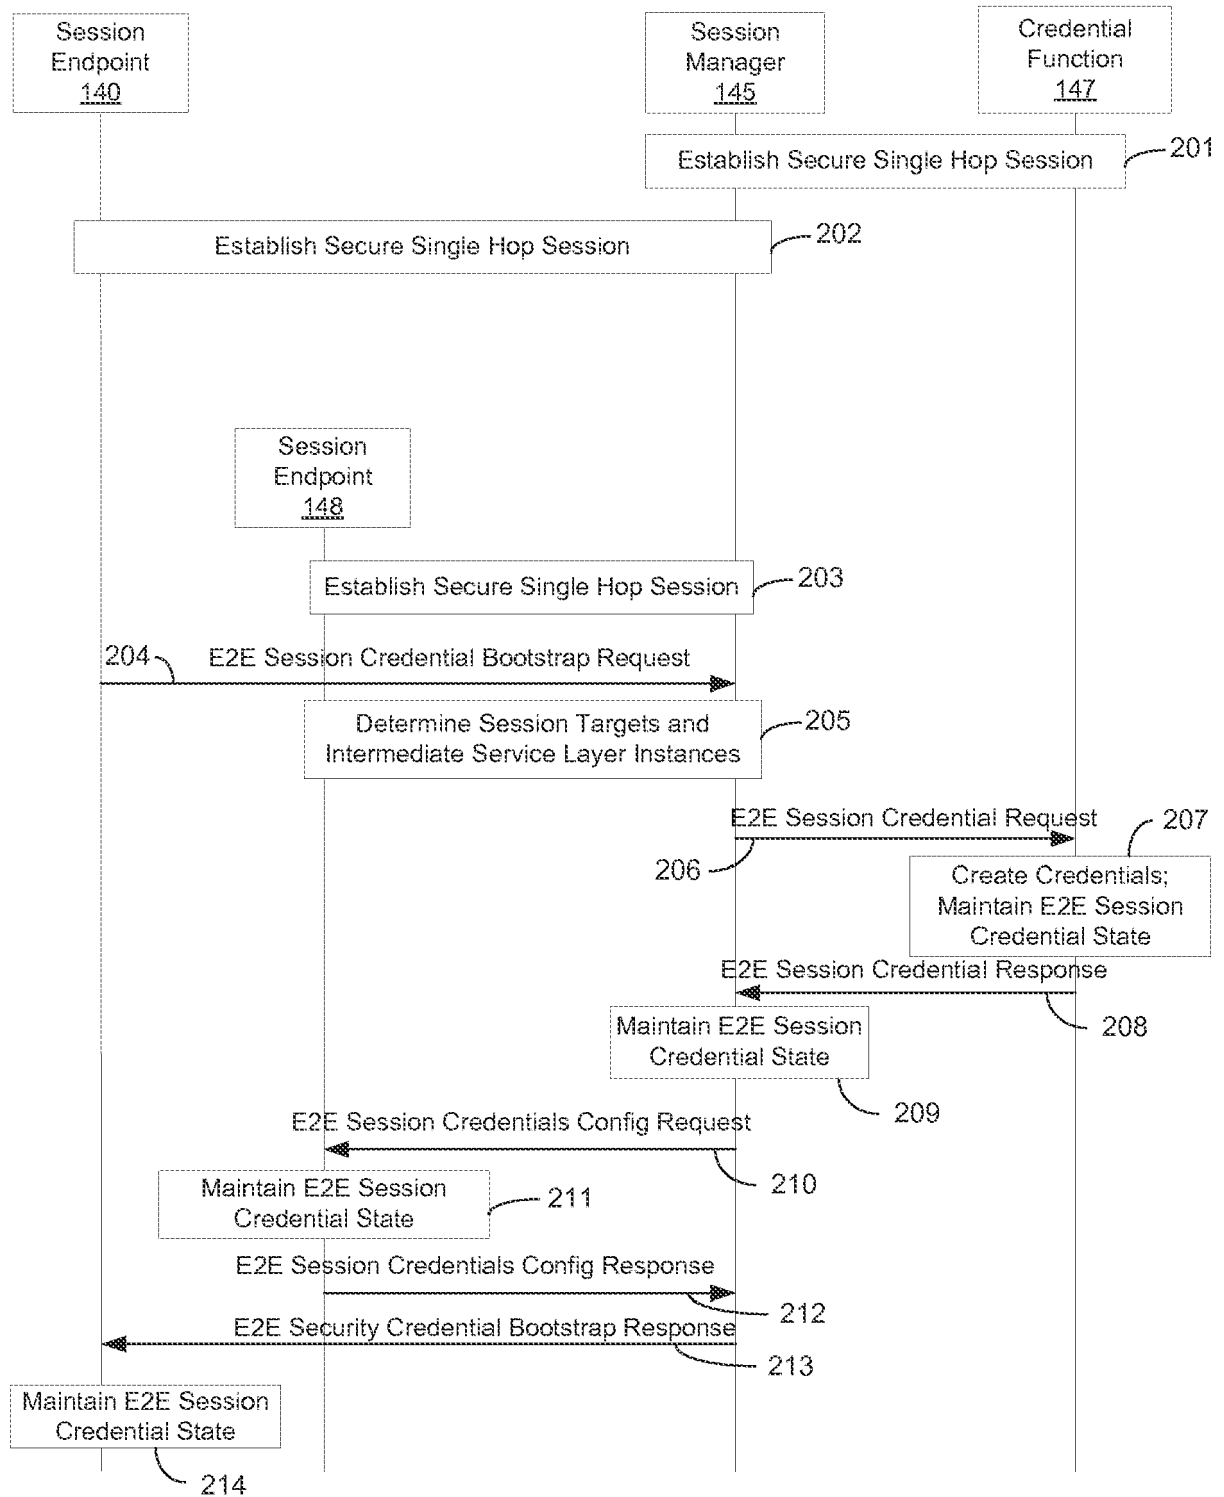 Session
Endpoint
140
Session
Manager
145
Credential
Function
147
Establish Secure Single Hop Session
201
Establish Secure Single Hop Session
202
Session
Endpoint
148
Establish Secure Single Hop Session
203
204
E2E Session Credential Bootstrap Request
Determine Session Targets and
Intermediate Service Layer Instances
205
E2E Session Credential Request
206
207
Create Credentials;
Maintain E2E Session
Credential State
E2E Session Credential Response
208
Maintain E2E Session
Credential State
209
E2E Session Credentials Config Request
210
Maintain E2E Session
Credential State
211
E2E Session Credentials Config Response
212
E2E Security Credential Bootstrap Response
213
Maintain E2E Session
Credential State
214